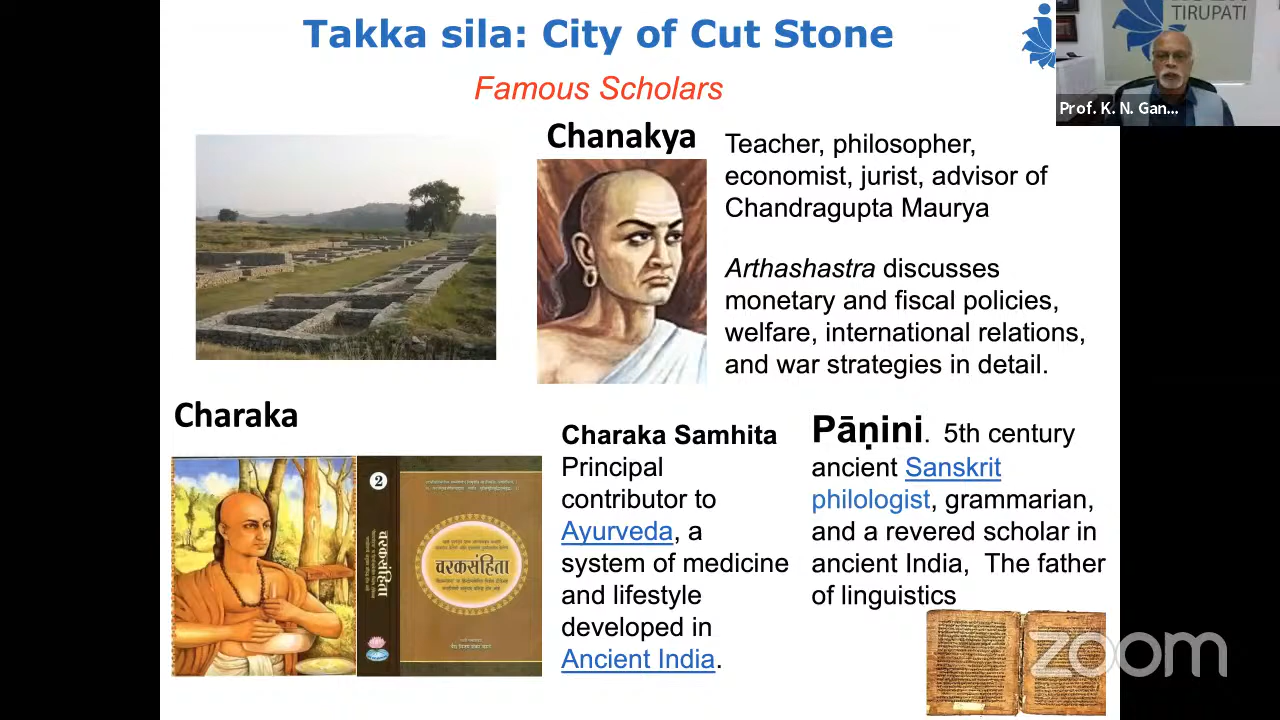 Takka sila: City of Cut Stone
Famous Scholars
TIRUPATI
Prof. K. N. Gan...
Chanakya
Teacher, philosopher,
economist, jurist, advisor of
Chandragupta Maurya
Arthashastra discusses
monetary and fiscal policies,
welfare, international relations,
and war strategies in detail.
Charaka
2
चरकसंहिता
चरकसंहिता
Charaka Samhita
Principal
contributor to
Ayurveda, a
system of medicine
and lifestyle
developed in
Ancient India.
Pāṇini. 5th century
ancient Sanskrit
philologist, grammarian,
and a revered scholar in
ancient India, The father
of linguistics
zoom